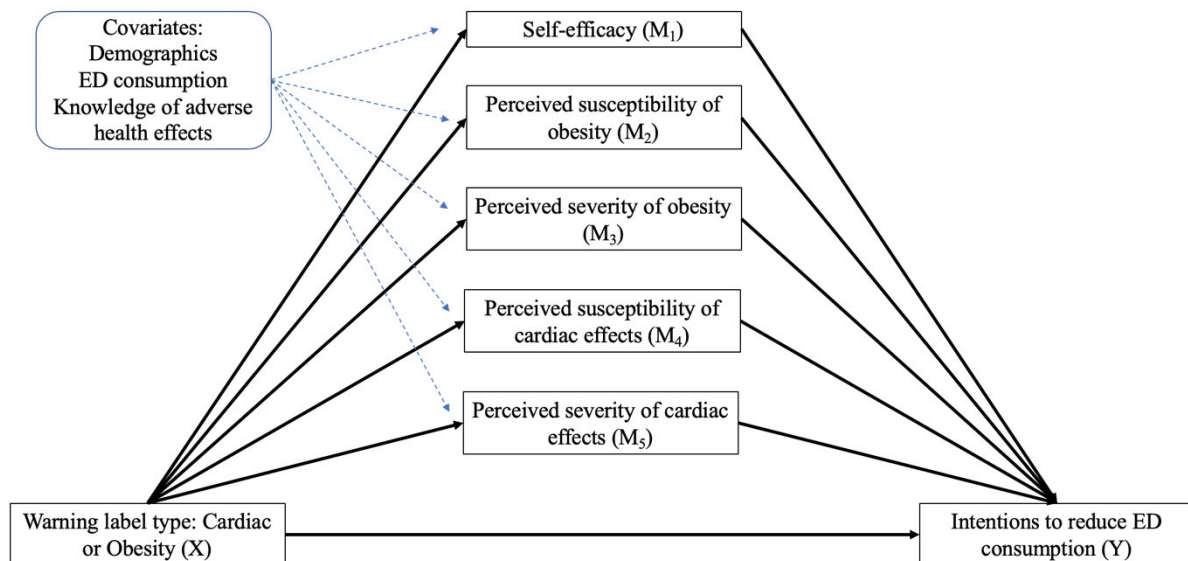 Covariates:
Demographics
ED consumption
Knowledge of adverse
health effects
Self-efficacy (M₁)
Perceived susceptibility of
obesity (M₂)
Perceived severity of obesity
(M₃)
Perceived susceptibility of
cardiac effects (M₄)
Perceived severity of cardiac
effects (M₅)
Warning label type: Cardiac
or Obesity (X)
Intentions to reduce ED
consumption (Y)